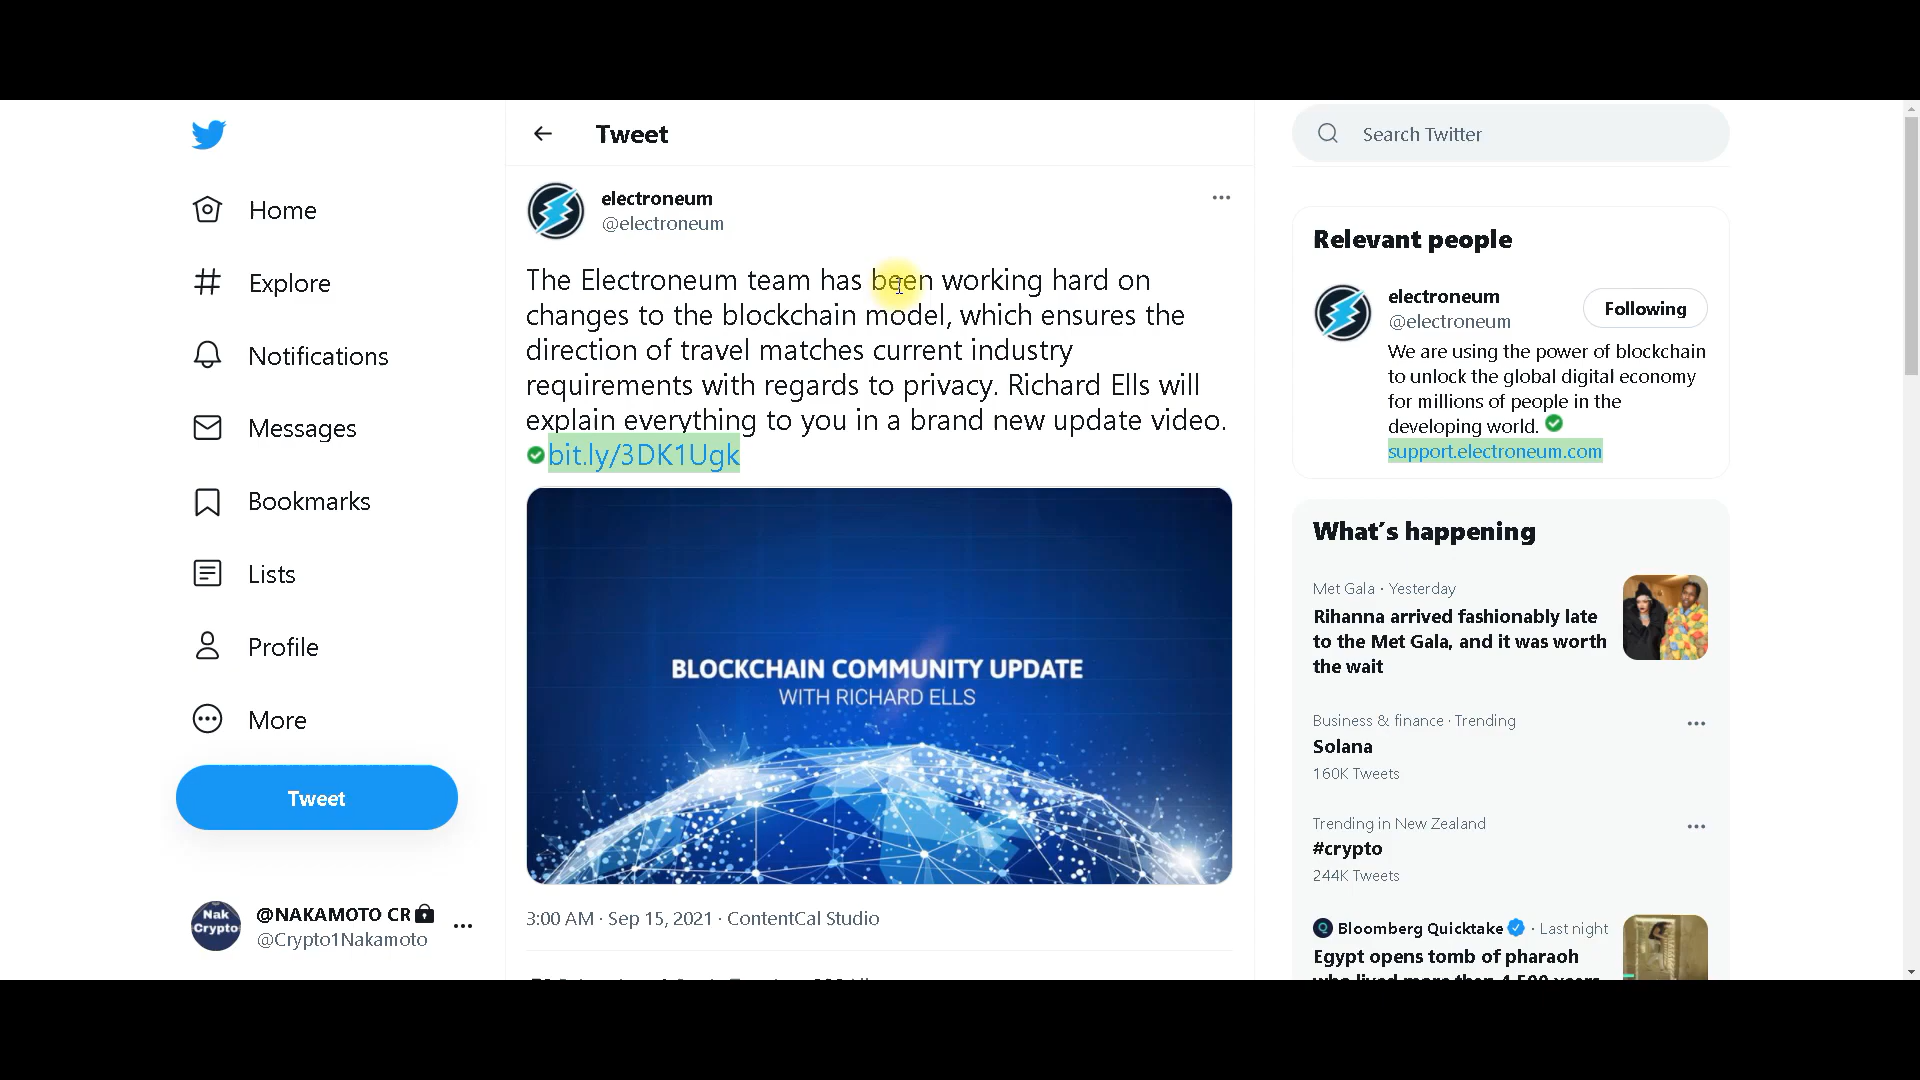 Home
Explore
Notifications
Messages
Bookmarks
Lists
Profile
More
Tweet
Nak
Crypto
@NAKAMOTO CR
@Crypto1Nakamoto
Tweet
electroneum
@electroneum
The Electroneum team has been working hard on
changes to the blockchain model, which ensures the
direction of travel matches current industry
requirements with regards to privacy. Richard Ells will
explain everything to you in a brand new update video.
bit.ly/3DK1Ugk
BLOCKCHAIN COMMUNITY UPDATE
WITH RICHARD ELLS
3:00 AM · Sep 15, 2021 · ContentCal Studio
Search Twitter
Relevant people
electroneum
Following
@electroneum
We are using the power of blockchain
to unlock the global digital economy
for millions of people in the
developing world.
support.electroneum.com
What's happening
Met Gala · Yesterday
Rihanna arrived fashionably late
to the Met Gala, and it was worth
the wait
Business & finance · Trending
Solana
160K Tweets
Trending in New Zealand
#crypto
244K Tweets
Bloomberg Quicktake · Last night
Egypt opens tomb of pharaoh
who lived more than 4,500 years